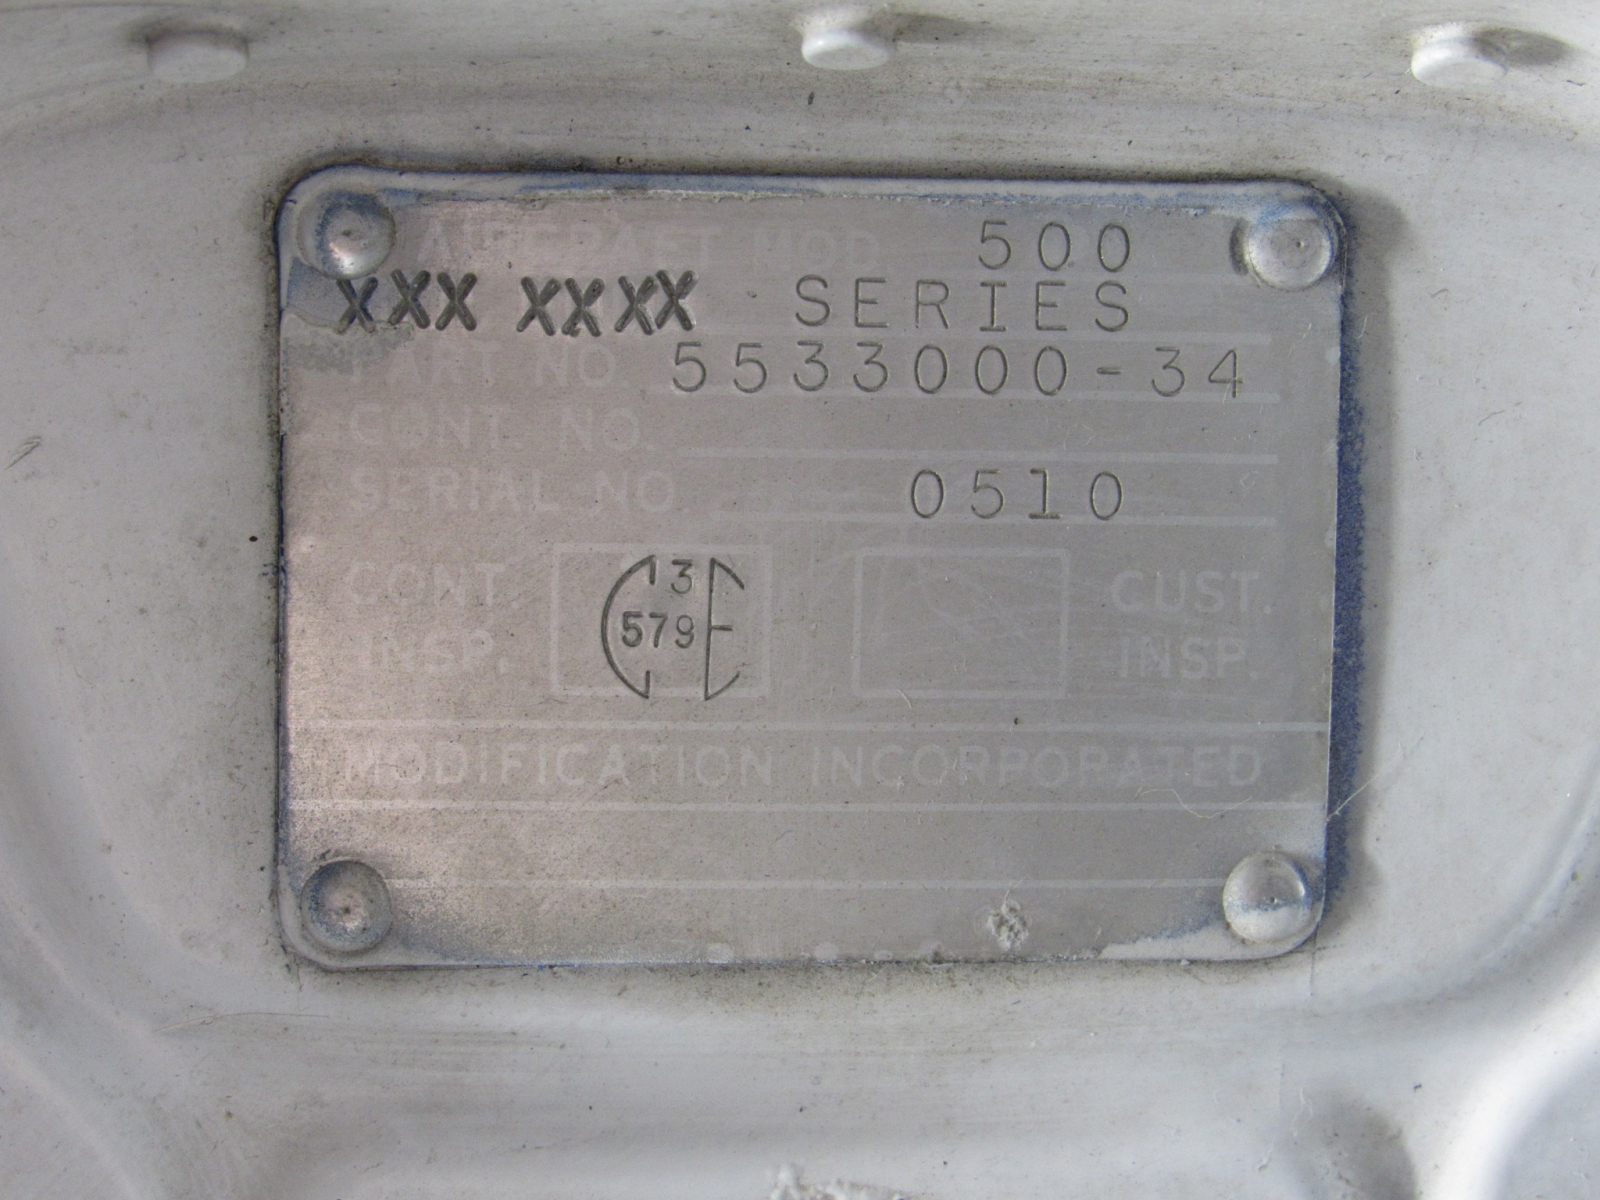 AIRCRAFT MOD. 500
XXX XXXX SERIES
PART NO. 5533000-34
CONT. NO.
SERIAL NO. 0510
CONT. INSP.
3
579
E
CUST. INSP.
MODIFICATION INCORPORATED